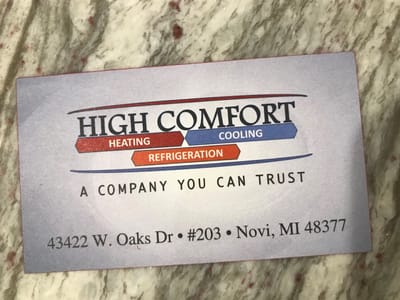 HIGH COMFORT
HEATING COOLING
REFRIGERATION
A COMPANY YOU CAN TRUST
43422 W. Oaks Dr • #203 • Novi, MI 48377